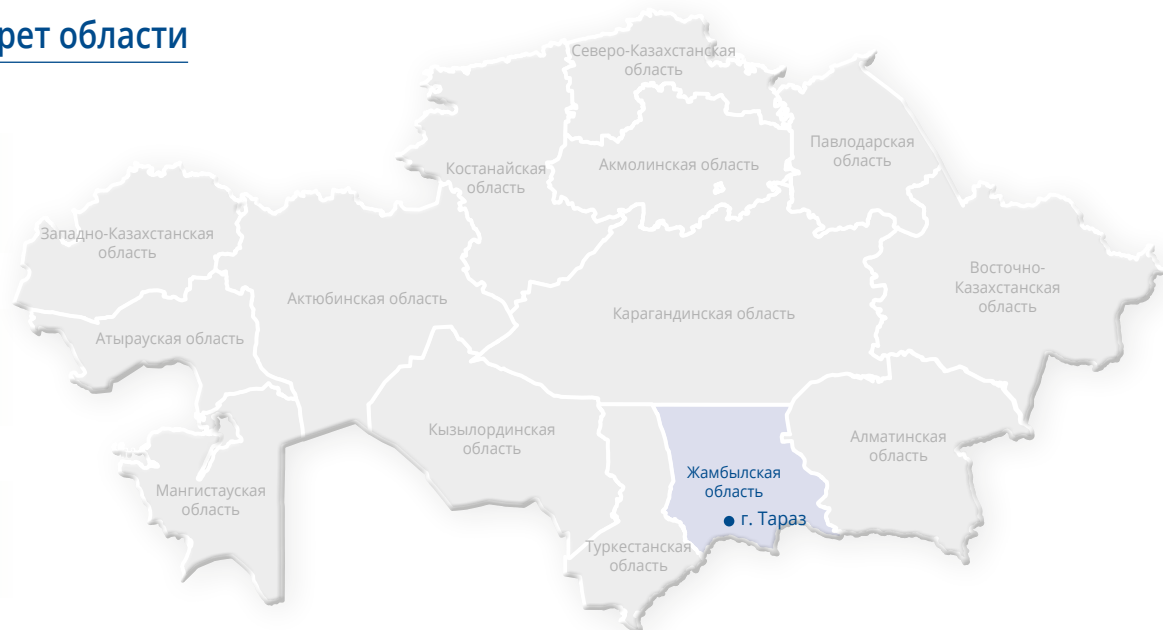 рет области
Северо-Казахстанская
область
Павлодарская
область
Костанайская
область
Акмолинская область
Западно-Казахстанская
область
Восточно-
Казахстанская
область
Актюбинская область
Карагандинская область
Атырауская область
Кызылординская
область
Алматинская
область
Жамбылская
область
Мангистауская
область
г. Тараз
Туркестанская
область